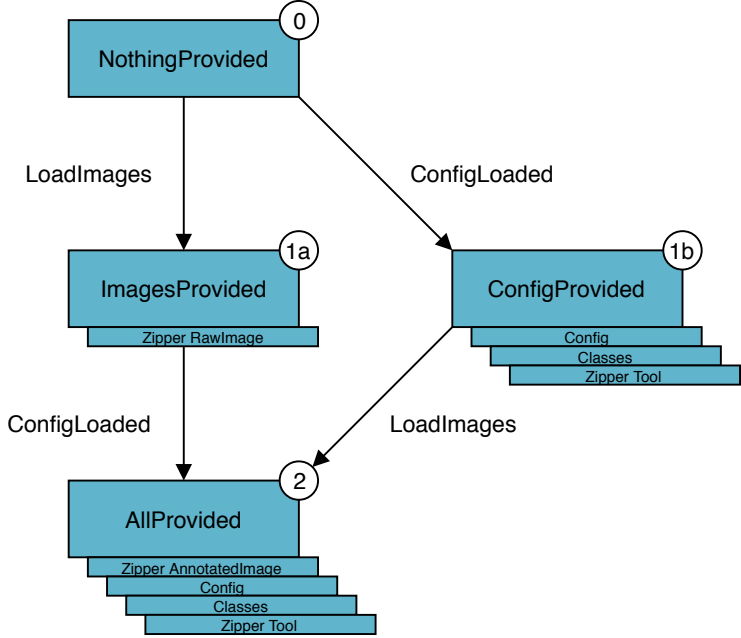 0
NothingProvided
LoadImages
ConfigLoaded
1a
ImagesProvided
Zipper RawImage
1b
ConfigProvided
Config
Classes
Zipper Tool
ConfigLoaded
LoadImages
2
AllProvided
Zipper AnnotatedImage
Config
Classes
Zipper Tool